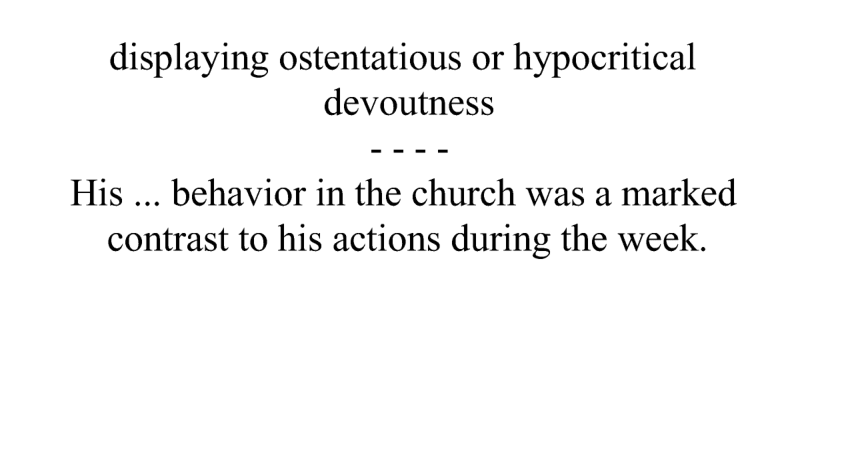 displaying ostentatious or hypocritical
devoutness
- - - -
His ... behavior in the church was a marked
contrast to his actions during the week.